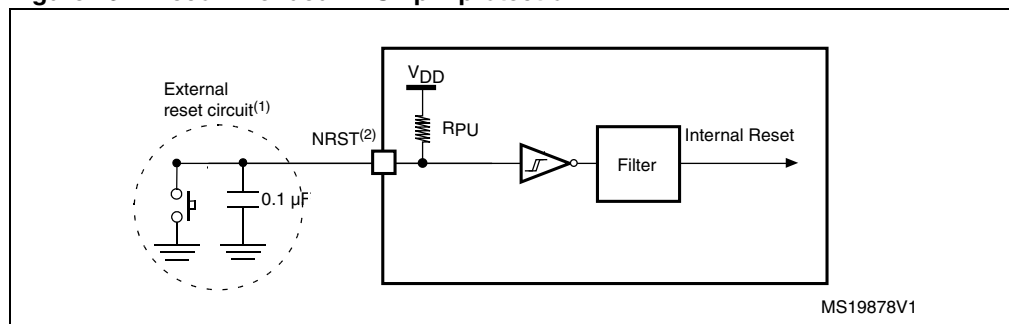 External
reset circuit(1)
NRST(2)
VDD
RPU
0.1 µF
Filter
Internal Reset
MS19878V1